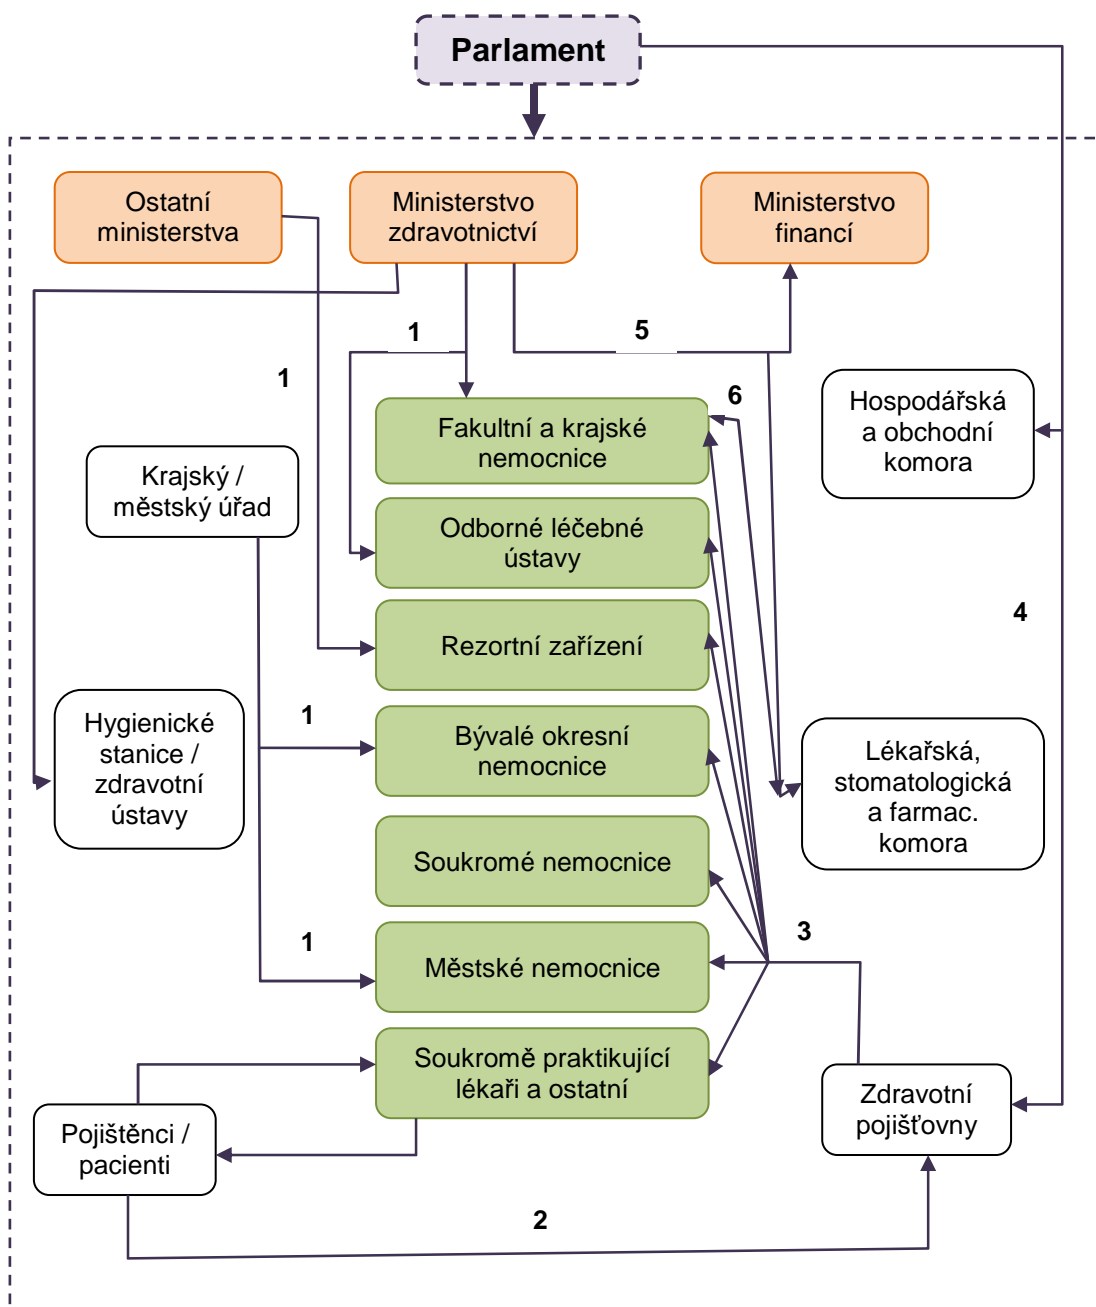 Parlament
Ostatní
ministerstva
Ministerstvo
zdravotnictví
Ministerstvo
financí
1
5
1
6
Fakultní a krajské
nemocnice
Hospodářská
a obchodní
komora
Krajský /
městský úřad
Odborné léčebné
ústavy
4
Rezortní zařízení
Hygienické
stanice /
zdravotní
ústavy
1
Bývalé okresní
nemocnice
Lékařská,
stomatologická
a farmac.
komora
Soukromé nemocnice
1
Městské nemocnice
3
Soukromě praktikující
lékaři a ostatní
Zdravotní
pojišťovny
Pojištěnci /
pacienti
2